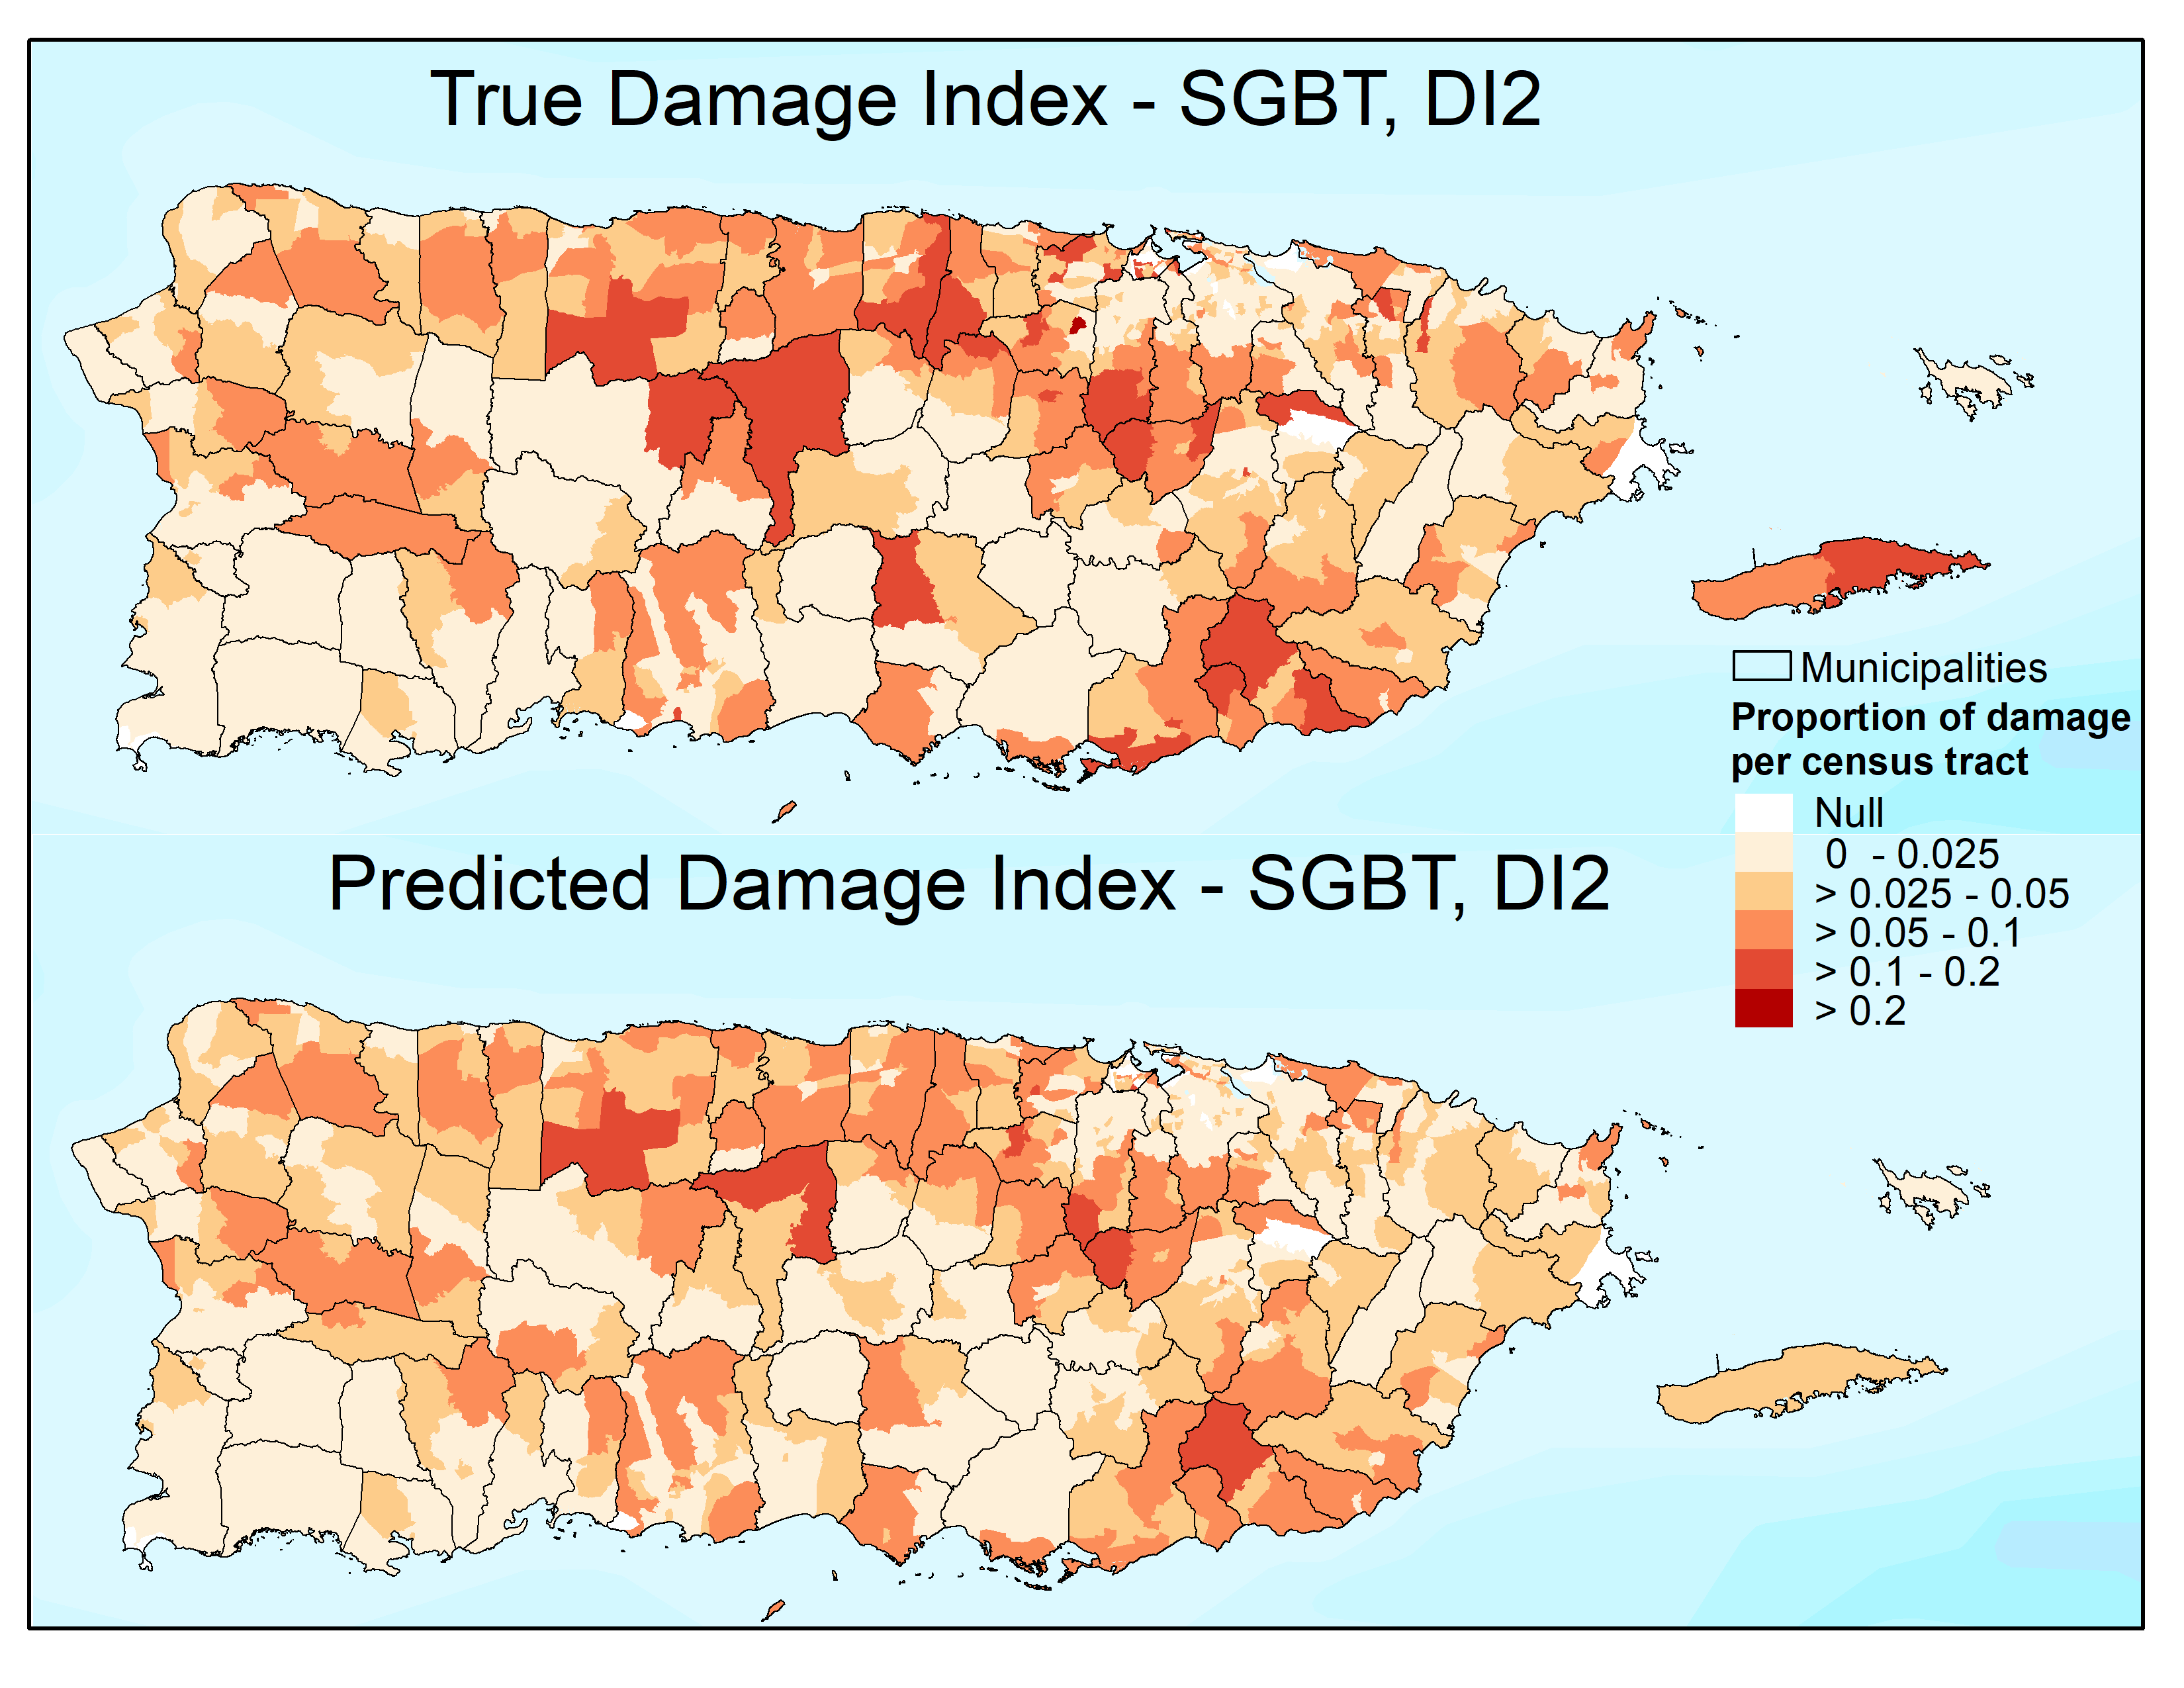 True Damage Index - SGBT, DI2
Municipalities
Proportion of damage
per census tract
Null
0 - 0.025
> 0.025 - 0.05
> 0.05 - 0.1
> 0.1 - 0.2
> 0.2
Predicted Damage Index - SGBT, DI2